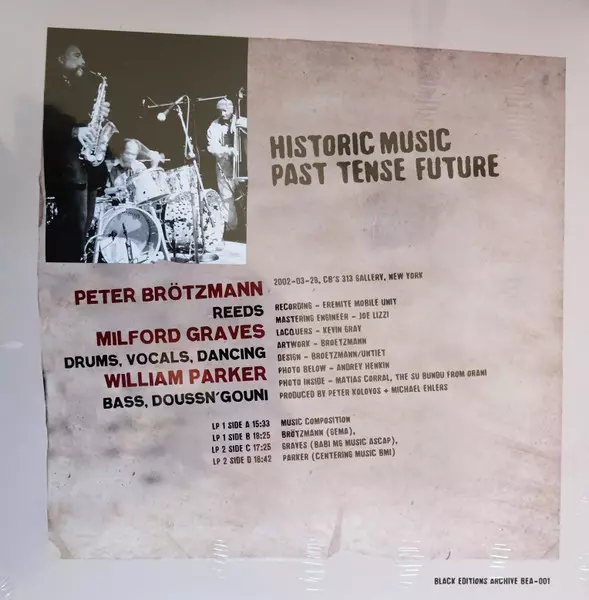 HISTORIC MUSIC
PAST TENSE FUTURE
PETER BRÖTZMANN
REEDS
MILFORD GRAVES
DRUMS, VOCALS, DANCING
WILLIAM PARKER
BASS, DOUSSN'GOUNI
2002-03-29, CB'S 313 GALLERY, NEW YORK
RECORDING - EREMITE MOBILE UNIT
MASTERING ENGINEER - JOE LIZZI
LACQUERS - KEVIN GRAY
ARTWORK - BROETZMANN
DESIGN - BROETZMANN/UNTIET
PHOTO BELOW - ANDREY HENKIN
PHOTO INSIDE - MATIAS CORRAL, THE SU BUNDU FROM ORANI
PRODUCED BY PETER KOLOVOS + MICHAEL EHLERS
LP 1 SIDE A 15:33 MUSIC COMPOSITION
LP 1 SIDE B 18:25 BRÖTZMANN (GEMA),
LP 2 SIDE C 17:25 GRAVES (BABI MG MUSIC ASCAP),
LP 2 SIDE D 18:42 PARKER (CENTERING MUSIC BMI)
BLACK EDITIONS ARCHIVE BEA-001